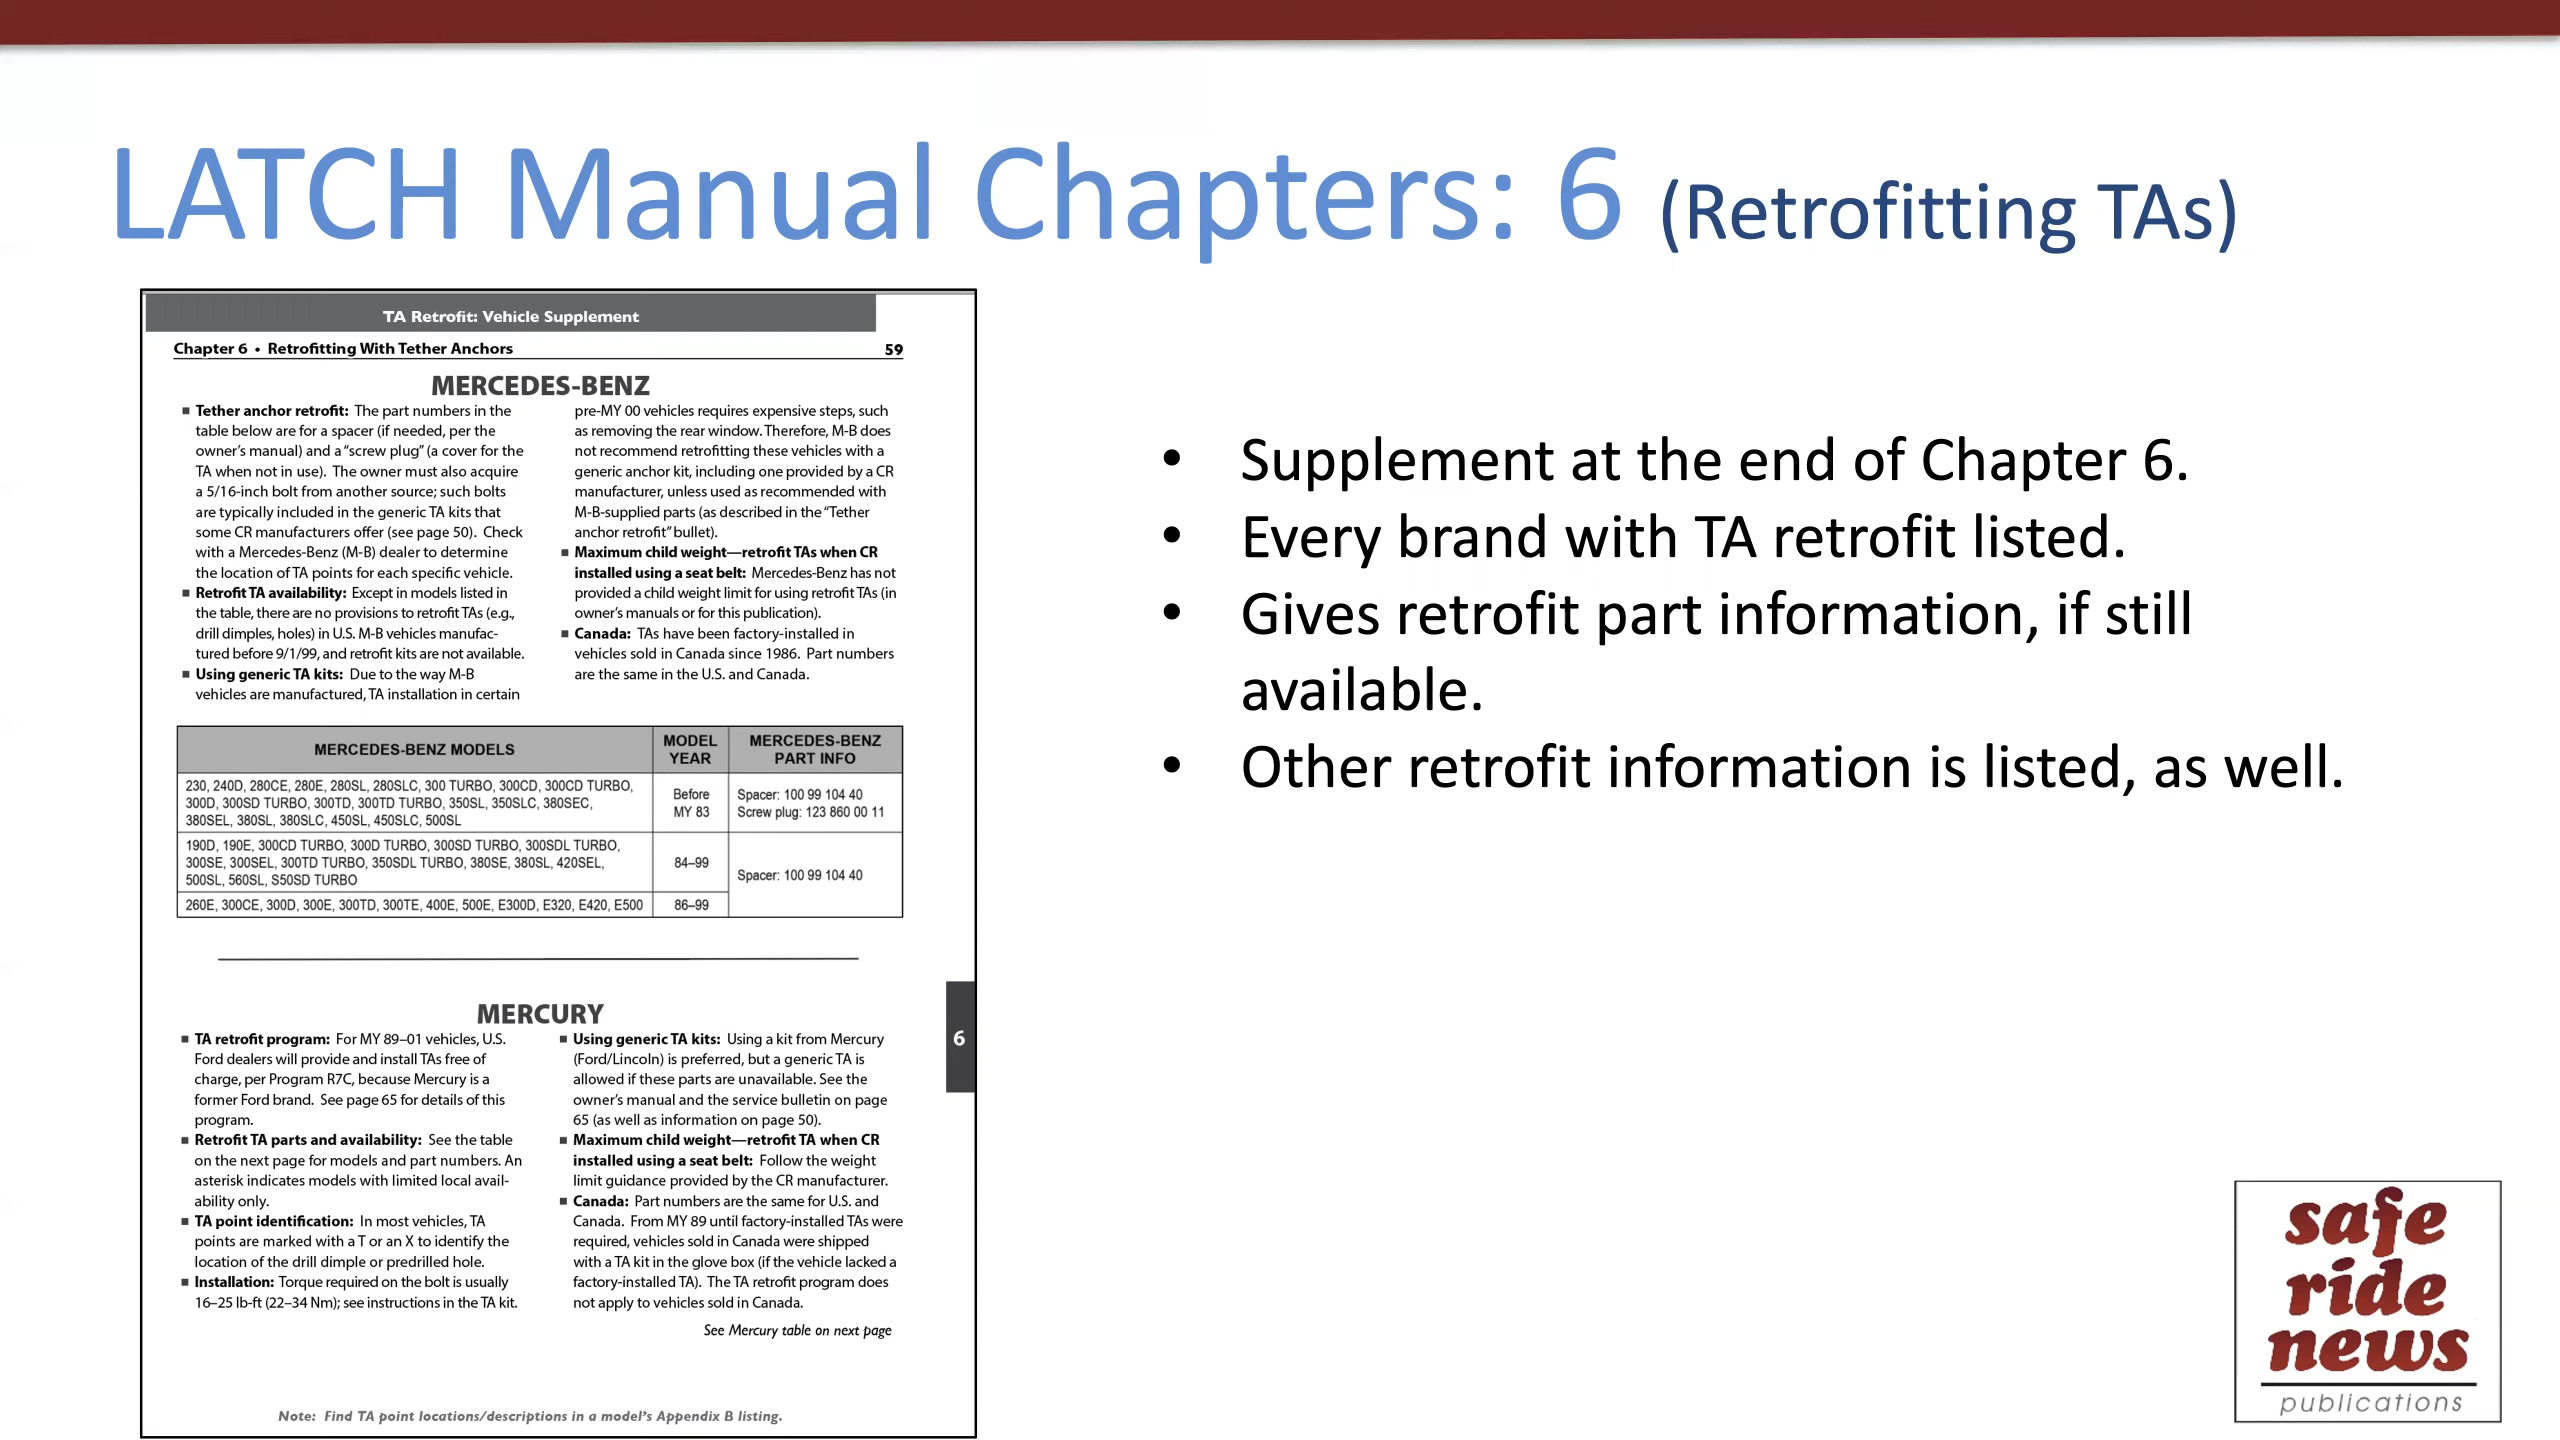 LATCH Manual Chapters: 6 (Retrofitting TAs)
TA Retrofit: Vehicle Supplement
Chapter 6 • Retrofitting With Tether Anchors 59
MERCEDES-BENZ
■ Tether anchor retrofit: The part numbers in the
table below are for a spacer (if needed, per the
owner's manual) and a “screw plug” (a cover for the
TA when not in use). The owner must also acquire
a 5/16-inch bolt from another source; such bolts
are typically included in the generic TA kits that
some CR manufacturers offer (see page 50). Check
with a Mercedes-Benz (M-B) dealer to determine
the location of TA points for each specific vehicle.
■ Retrofit TA availability: Except in models listed in
the table, there are no provisions to retrofit TAs (e.g.,
drill dimples, holes) in U.S. M-B vehicles manufac-
tured before 9/1/99, and retrofit kits are not available.
■ Using generic TA kits: Due to the way M-B
vehicles are manufactured, TA installation in certain
pre-MY 00 vehicles requires expensive steps, such
as removing the rear window. Therefore, M-B does
not recommend retrofitting these vehicles with a
generic anchor kit, including one provided by a CR
manufacturer, unless used as recommended with
M-B-supplied parts (as described in the “Tether
anchor retrofit” bullet).
■ Maximum child weight—retrofit TAs when CR
installed using a seat belt: Mercedes-Benz has not
provided a child weight limit for using retrofit TAs (in
owner's manuals or for this publication).
■ Canada: TAs have been factory-installed in
vehicles sold in Canada since 1986. Part numbers
are the same in the U.S. and Canada.
MERCEDES-BENZ MODELS
MODEL
YEAR
MERCEDES-BENZ
PART INFO
230, 240D, 280CE, 280E, 280SL, 280SLC, 300 TURBO, 300CD, 300CD TURBO,
300D, 300SD TURBO, 300TD, 300TD TURBO, 350SL, 350SLC, 380SEC,
380SEL, 380SL, 380SLC, 450SL, 450SLC, 500SL
Before
MY 83
Spacer: 100 99 104 40
Screw plug: 123 860 00 11
190D, 190E, 300CD TURBO, 300D TURBO, 300SD TURBO, 300SDL TURBO,
300SE, 300SEL, 300TD TURBO, 350SDL TURBO, 380SE, 380SL, 420SEL,
500SL, 560SL, S50SD TURBO
84–99
Spacer: 100 99 104 40
260E, 300CE, 300D, 300E, 300TD, 300TE, 400E, 500E, E300D, E320, E420, E500
86–99
MERCURY
■ TA retrofit program: For MY 89–01 vehicles, U.S.
Ford dealers will provide and install TAs free of
charge, per Program R7C, because Mercury is a
former Ford brand. See page 65 for details of this
program.
■ Retrofit TA parts and availability: See the table
on the next page for models and part numbers. An
asterisk indicates models with limited local avail-
ability only.
■ TA point identification: In most vehicles, TA
points are marked with a T or an X to identify the
location of the drill dimple or predrilled hole.
■ Installation: Torque required on the bolt is usually
16–25 lb-ft (22–34 Nm); see instructions in the TA kit.
■ Using generic TA kits: Using a kit from Mercury
(Ford/Lincoln) is preferred, but a generic TA is
allowed if these parts are unavailable. See the
owner's manual and the service bulletin on page
65 (as well as information on page 50).
■ Maximum child weight—retrofit TA when CR
installed using a seat belt: Follow the weight
limit guidance provided by the CR manufacturer.
■ Canada: Part numbers are the same for U.S. and
Canada. From MY 89 until factory-installed TAs were
required, vehicles sold in Canada were shipped
with a TA kit in the glove box (if the vehicle lacked a
factory-installed TA). The TA retrofit program does
not apply to vehicles sold in Canada.
See Mercury table on next page
6
Note: Find TA point locations/descriptions in a model's Appendix B listing.
• Supplement at the end of Chapter 6.
• Every brand with TA retrofit listed.
• Gives retrofit part information, if still
available.
• Other retrofit information is listed, as well.
safe
ride
news
publications